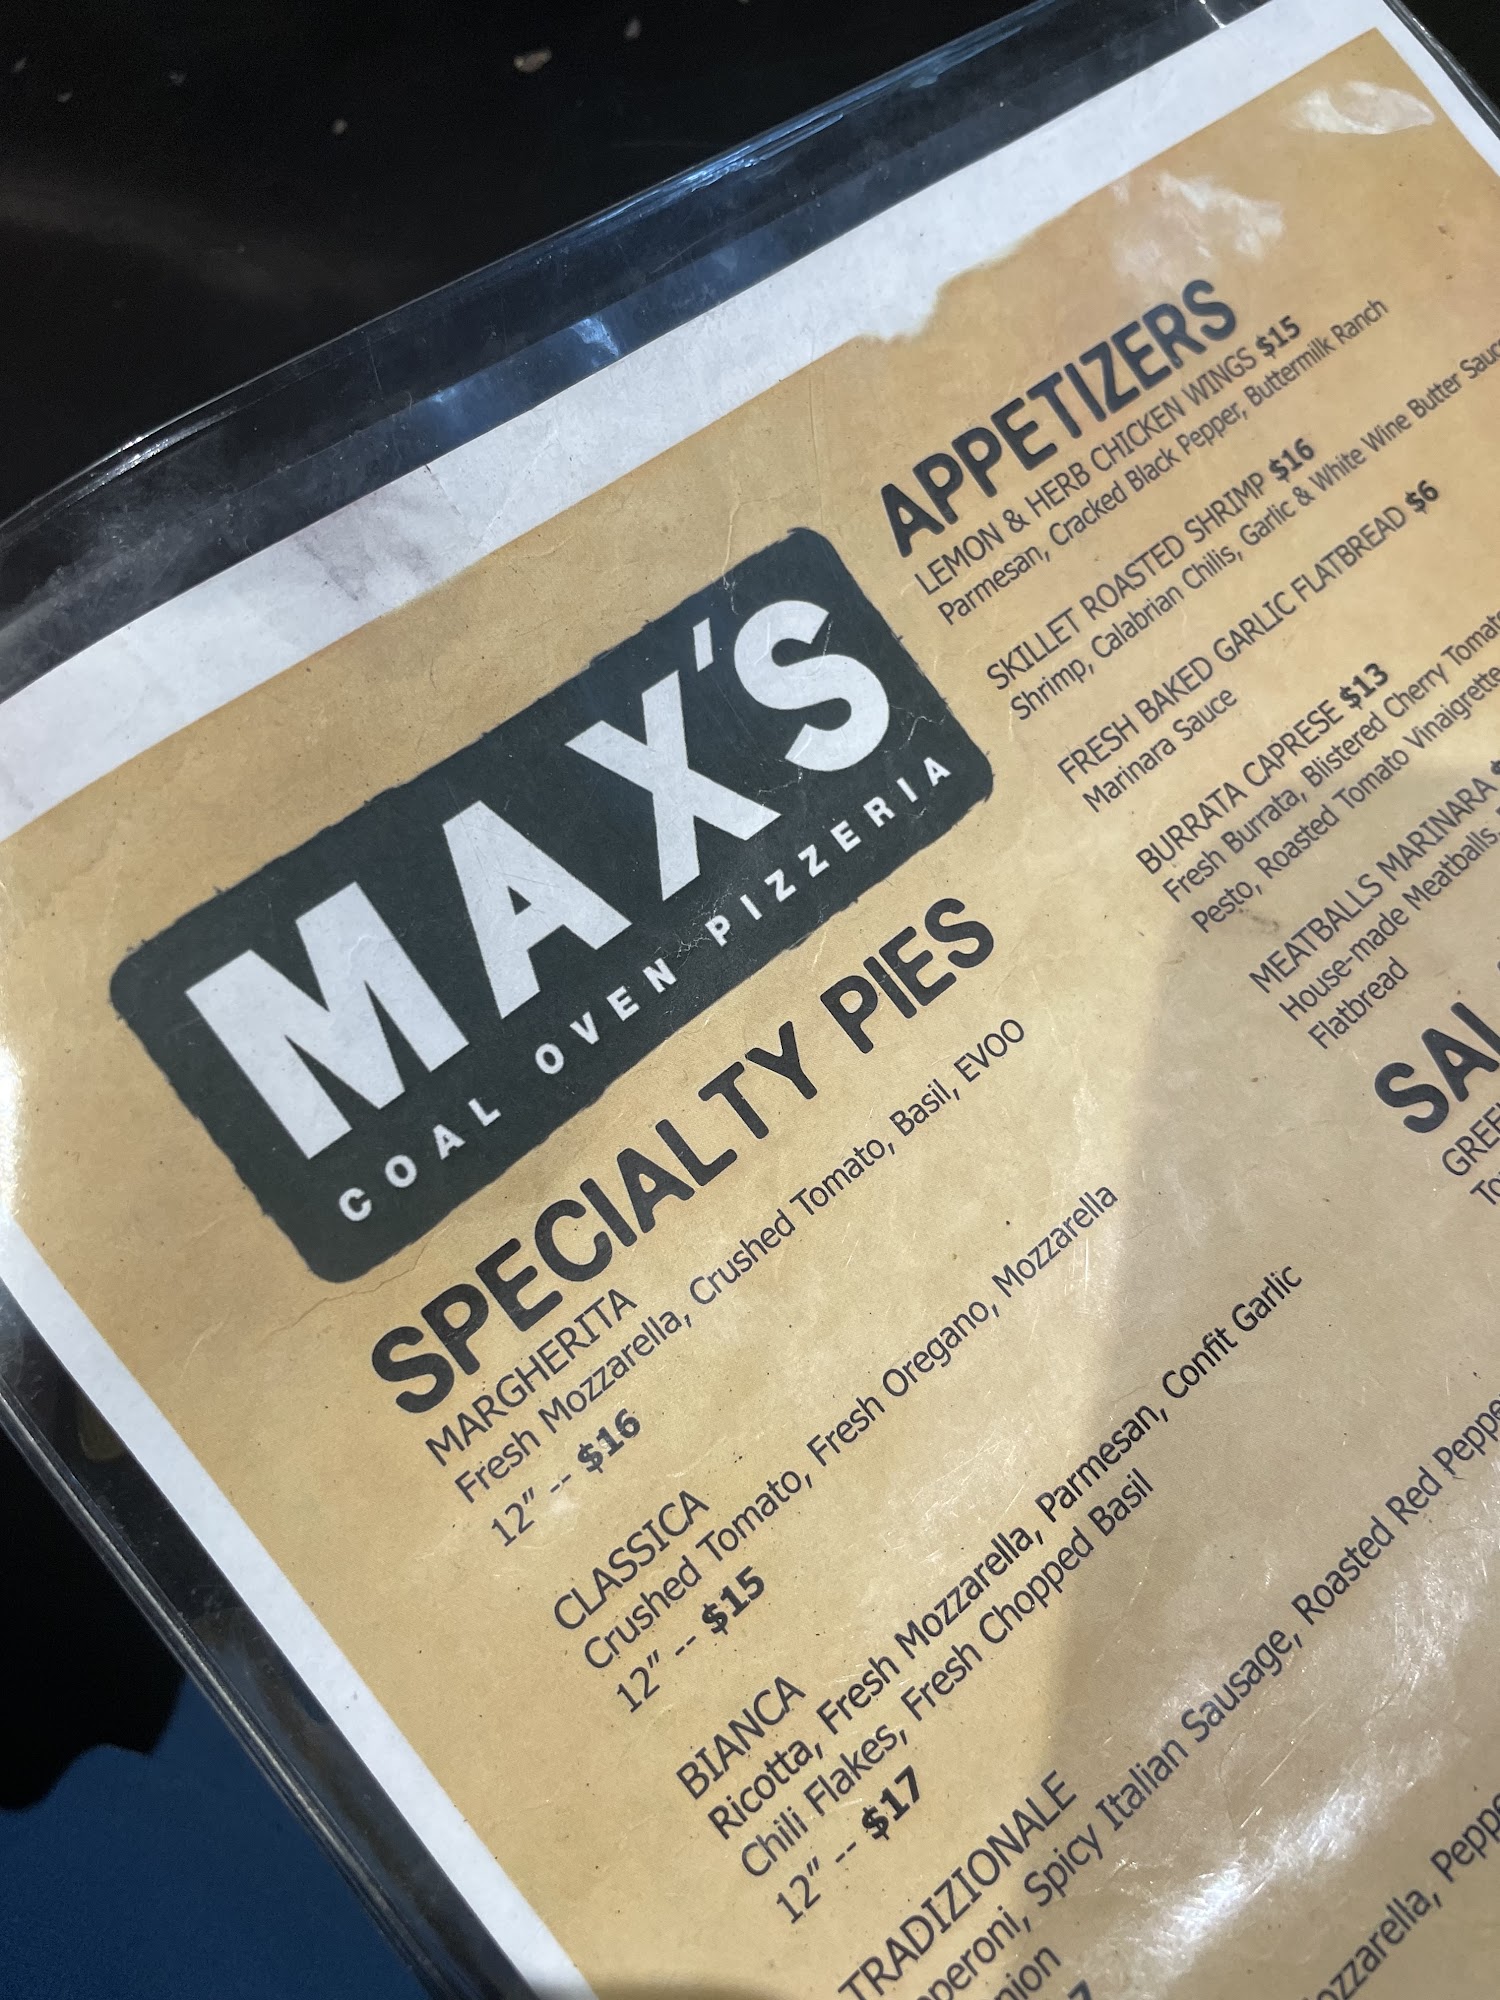 MAX'S
COAL OVEN PIZZERIA
SPECIALTY PIES
MARGHERITA
Fresh Mozzarella, Crushed Tomato, Basil, EVOO
12" -- $16
CLASSICA
Crushed Tomato, Fresh Oregano, Mozzarella
12" -- $15
BIANCA
Ricotta, Fresh Mozzarella, Parmesan, Confit Garlic
Chili Flakes, Fresh Chopped Basil
12" -- $17
TRADIZIONALE
Spicy Italian Sausage, Roasted Red
APPETIZERS
LEMON & HERB CHICKEN WINGS $15
Parmesan, Cracked Black Pepper, Buttermilk Ranch
SKILLET ROASTED SHRIMP $16
Shrimp, Calabrian Chilis, Garlic & White Wine Butter Sauce
FRESH BAKED GARLIC FLATBREAD $6
Marinara Sauce
BURRATA CAPRESE $13
Fresh Burrata, Blistered Cherry
Pesto, Roasted Tomato Vinaigrette
MEATBALLS MARINARA
House-made Meatballs,
Flatbread